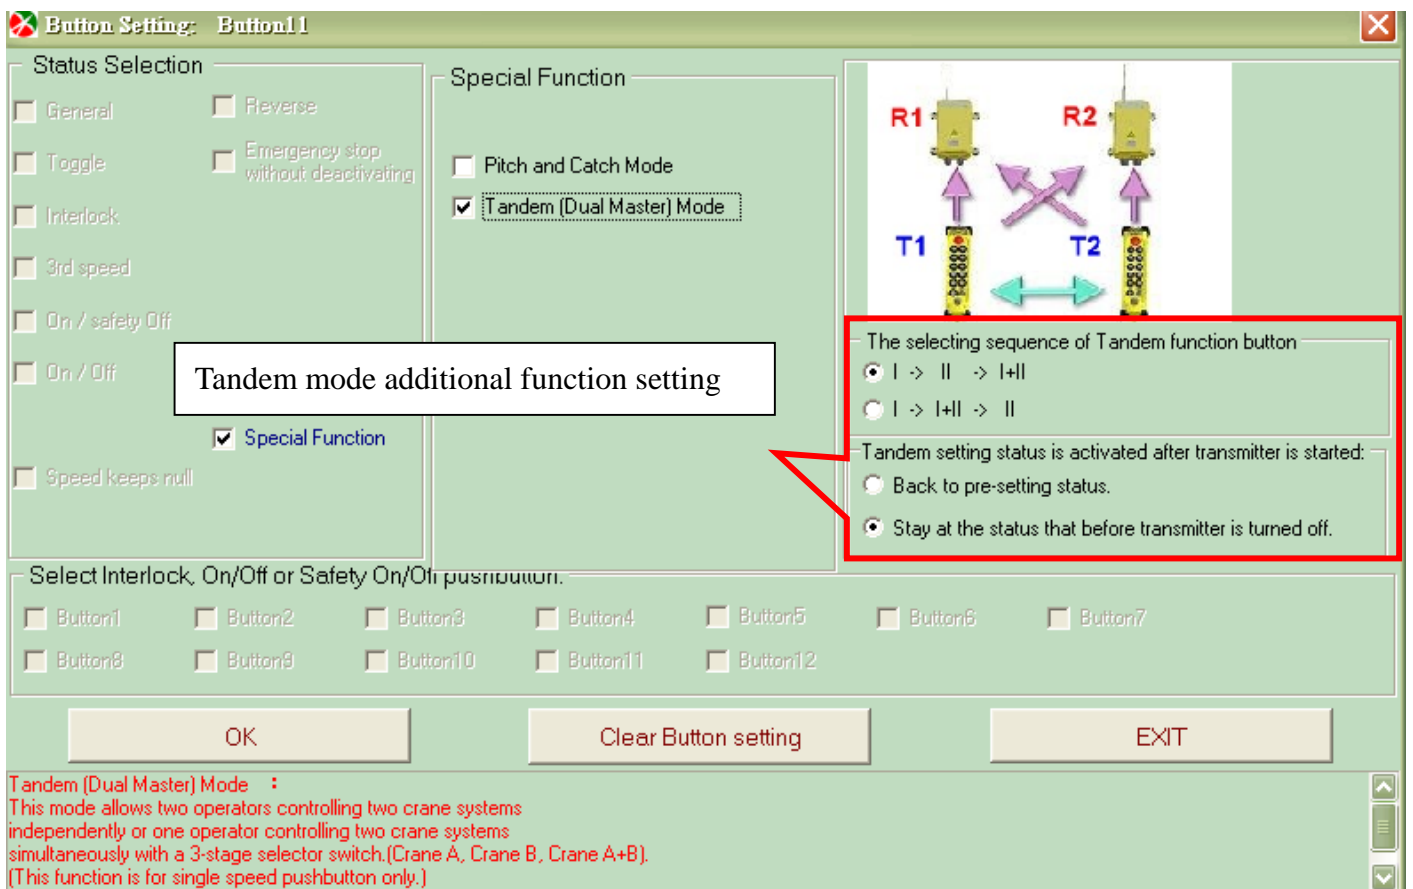 Button Setting: Button11
Status Selection
General
Reverse
Toggle
Emergency stop
without deactivating
Interlock
3rd speed
On / safety Off
On / Off
Special Function
Speed keeps null
Special Function
Pitch and Catch Mode
Tandem (Dual Master) Mode
R1
R2
T1
T2
Tandem mode additional function setting
The selecting sequence of Tandem function button
I -> II -> I+II
I -> I+II -> II
Tandem setting status is activated after transmitter is started:
Back to pre-setting status.
Stay at the status that before transmitter is turned off.
Select Interlock, On/Off or Safety On/Off pushbutton.
Button1 Button2 Button3 Button4 Button5 Button6 Button7
Button8 Button9 Button10 Button11 Button12
OK
Clear Button setting
EXIT
Tandem (Dual Master) Mode :
This mode allows two operators controlling two crane systems
independently or one operator controlling two crane systems
simultaneously with a 3-stage selector switch.(Crane A, Crane B, Crane A+B).
(This function is for single speed pushbutton only.)